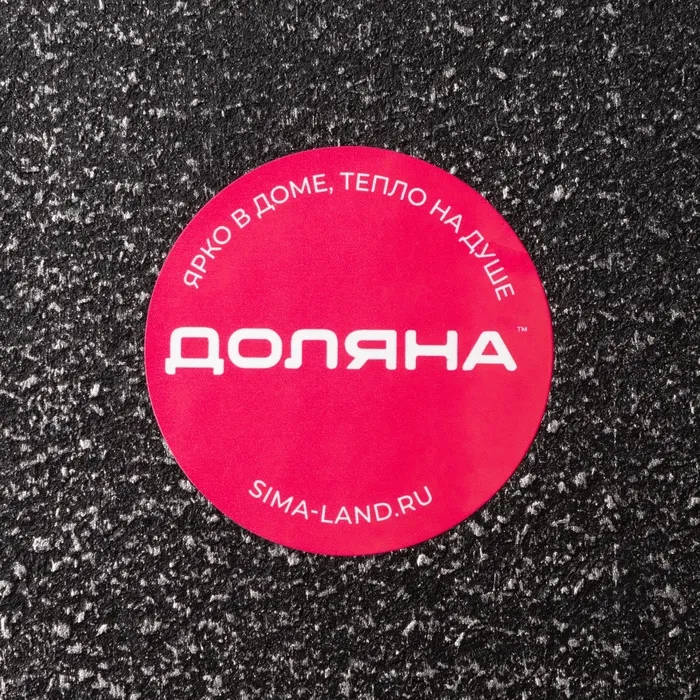 ЯРКО В ДОМЕ, ТЕПЛО НА ДУШЕ
ДОЛЯНА™
SIMA-LAND.RU